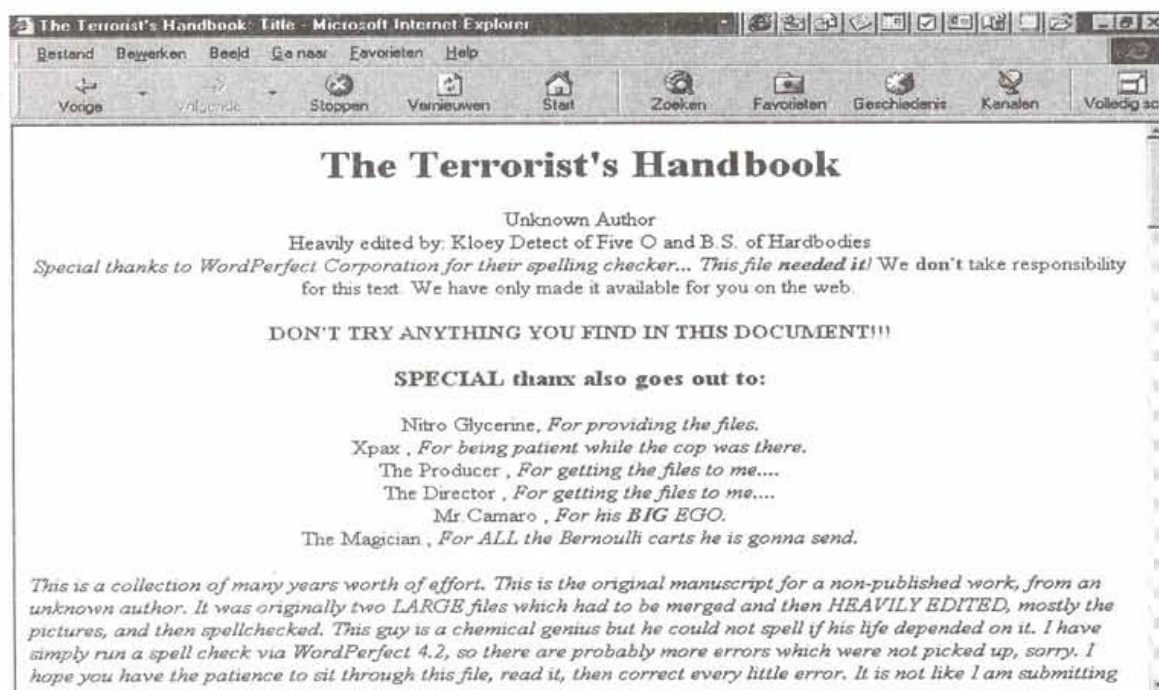 The Terrorist's Handbook: Title - Microsoft Internet Explorer
Bestand Bewerken Beeld Ga naar Favorieten Help
Vorige Volgende Stoppen Vernieuwen Start Zoeken Favorieten Geschiedenis Kanalen Volledig sc
The Terrorist's Handbook
Unknown Author
Heavily edited by: Kloey Detect of Five O and B.S. of Hardbodies
Special thanks to WordPerfect Corporation for their spelling checker... This file needed it! We don't take responsibility
for this text. We have only made it available for you on the web.
DON'T TRY ANYTHING YOU FIND IN THIS DOCUMENT!!!
SPECIAL thanx also goes out to:
Nitro Glycerine, For providing the files.
Xpax , For being patient while the cop was there.
The Producer , For getting the files to me....
The Director , For getting the files to me....
Mr.Camaro , For his BIG EGO.
The Magician , For ALL the Bernoulli carts he is gonna send.
This is a collection of many years worth of effort. This is the original manuscript for a non-published work, from an
unknown author. It was originally two LARGE files which had to be merged and then HEAVILY EDITED, mostly the
pictures, and then spellchecked. This guy is a chemical genius but he could not spell if his life depended on it. I have
simply run a spell check via WordPerfect 4.2, so there are probably more errors which were not picked up, sorry. I
hope you have the patience to sit through this file, read it, then correct every little error. It is not like I am submitting